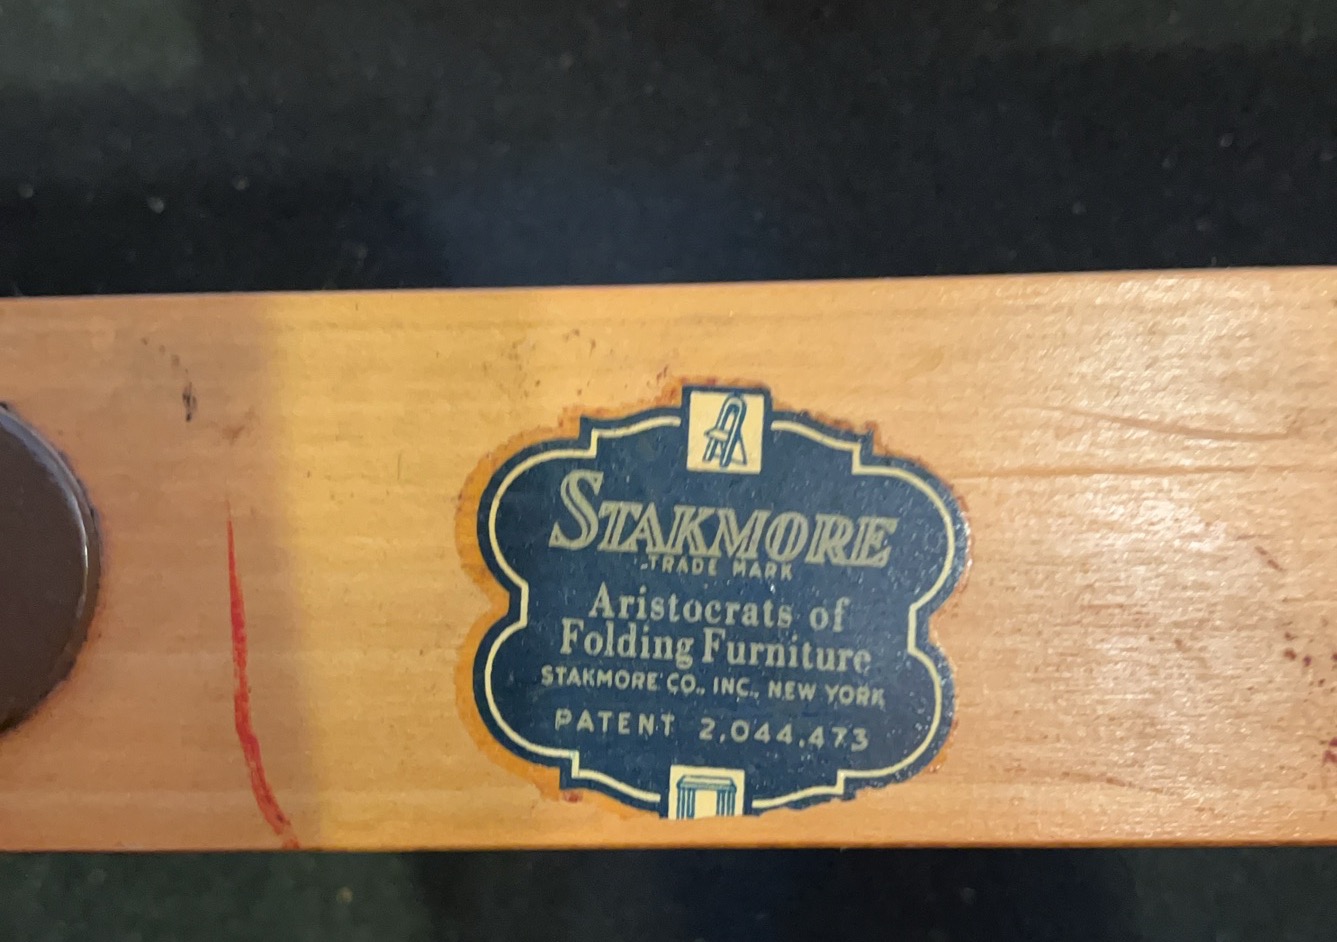 STAKMORE
TRADE MARK
Aristocrats of
Folding Furniture
STAKMORE CO., INC., NEW YORK
PATENT 2,044,473